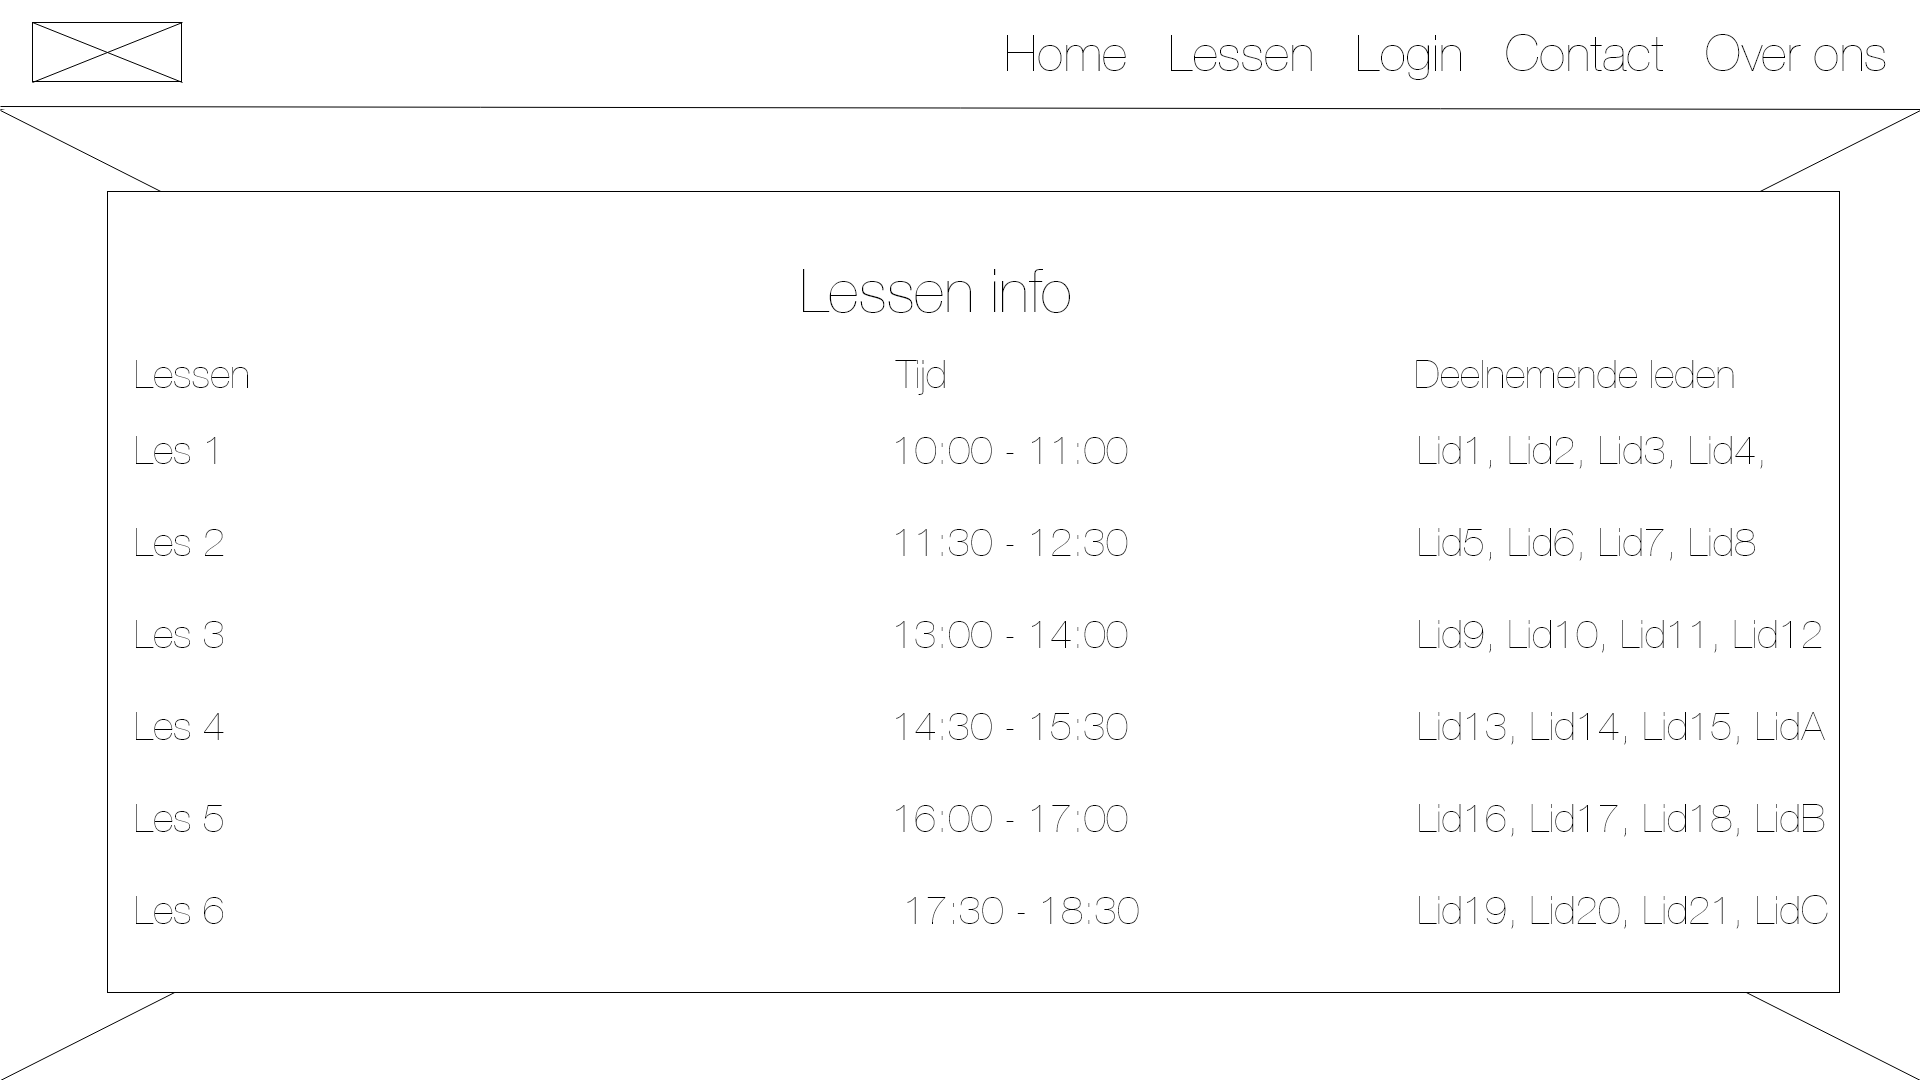 Home Lessen Login Contact Over ons
Lessen info
Lessen Tijd Deelnemende leden
Les 1 10:00 - 11:00 Lid1, Lid2, Lid3, Lid4,
Les 2 11:30 - 12:30 Lid5, Lid6, Lid7, Lid8
Les 3 13:00 - 14:00 Lid9, Lid10, Lid11, Lid12
Les 4 14:30 - 15:30 Lid13, Lid14, Lid15, LidA
Les 5 16:00 - 17:00 Lid16, Lid17, Lid18, LidB
Les 6 17:30 - 18:30 Lid19, Lid20, Lid21, LidC